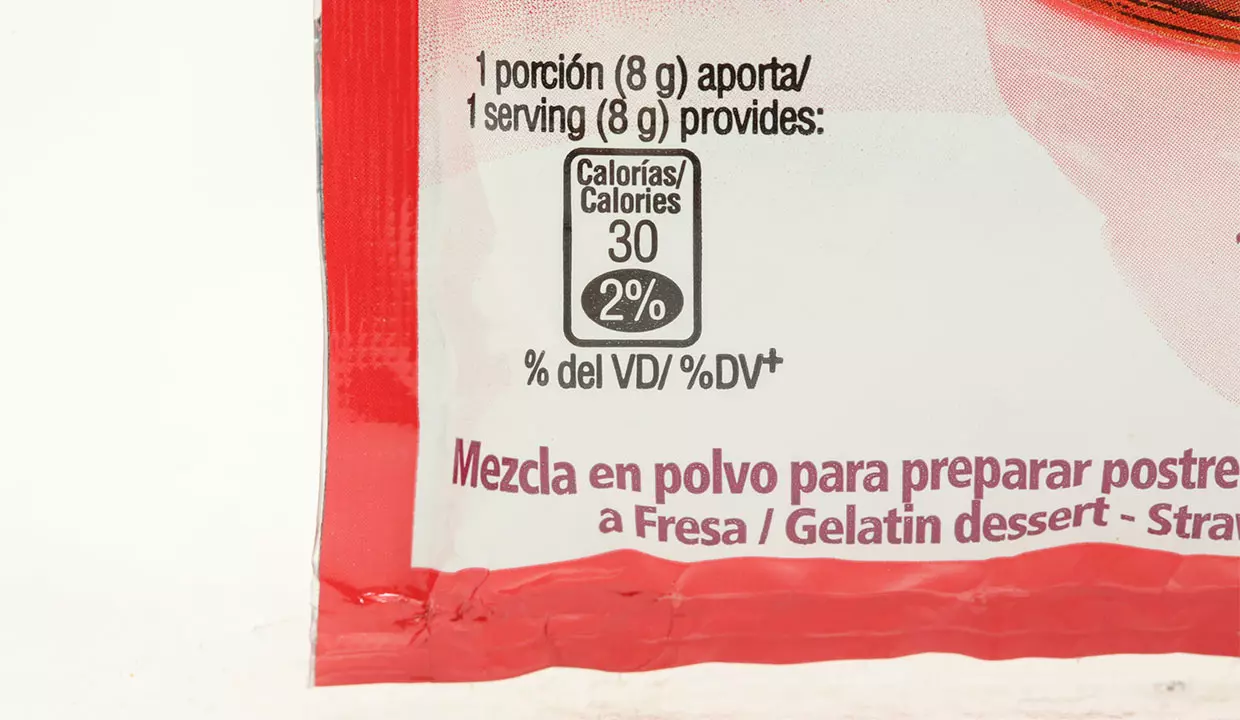 1 porción (8 g) aporta/
1 serving (8 g) provides:
Calorías/
Calories
30
2%
% del VD/ %DV+
Mezcla en polvo para preparar postre
a Fresa / Gelatin dessert -